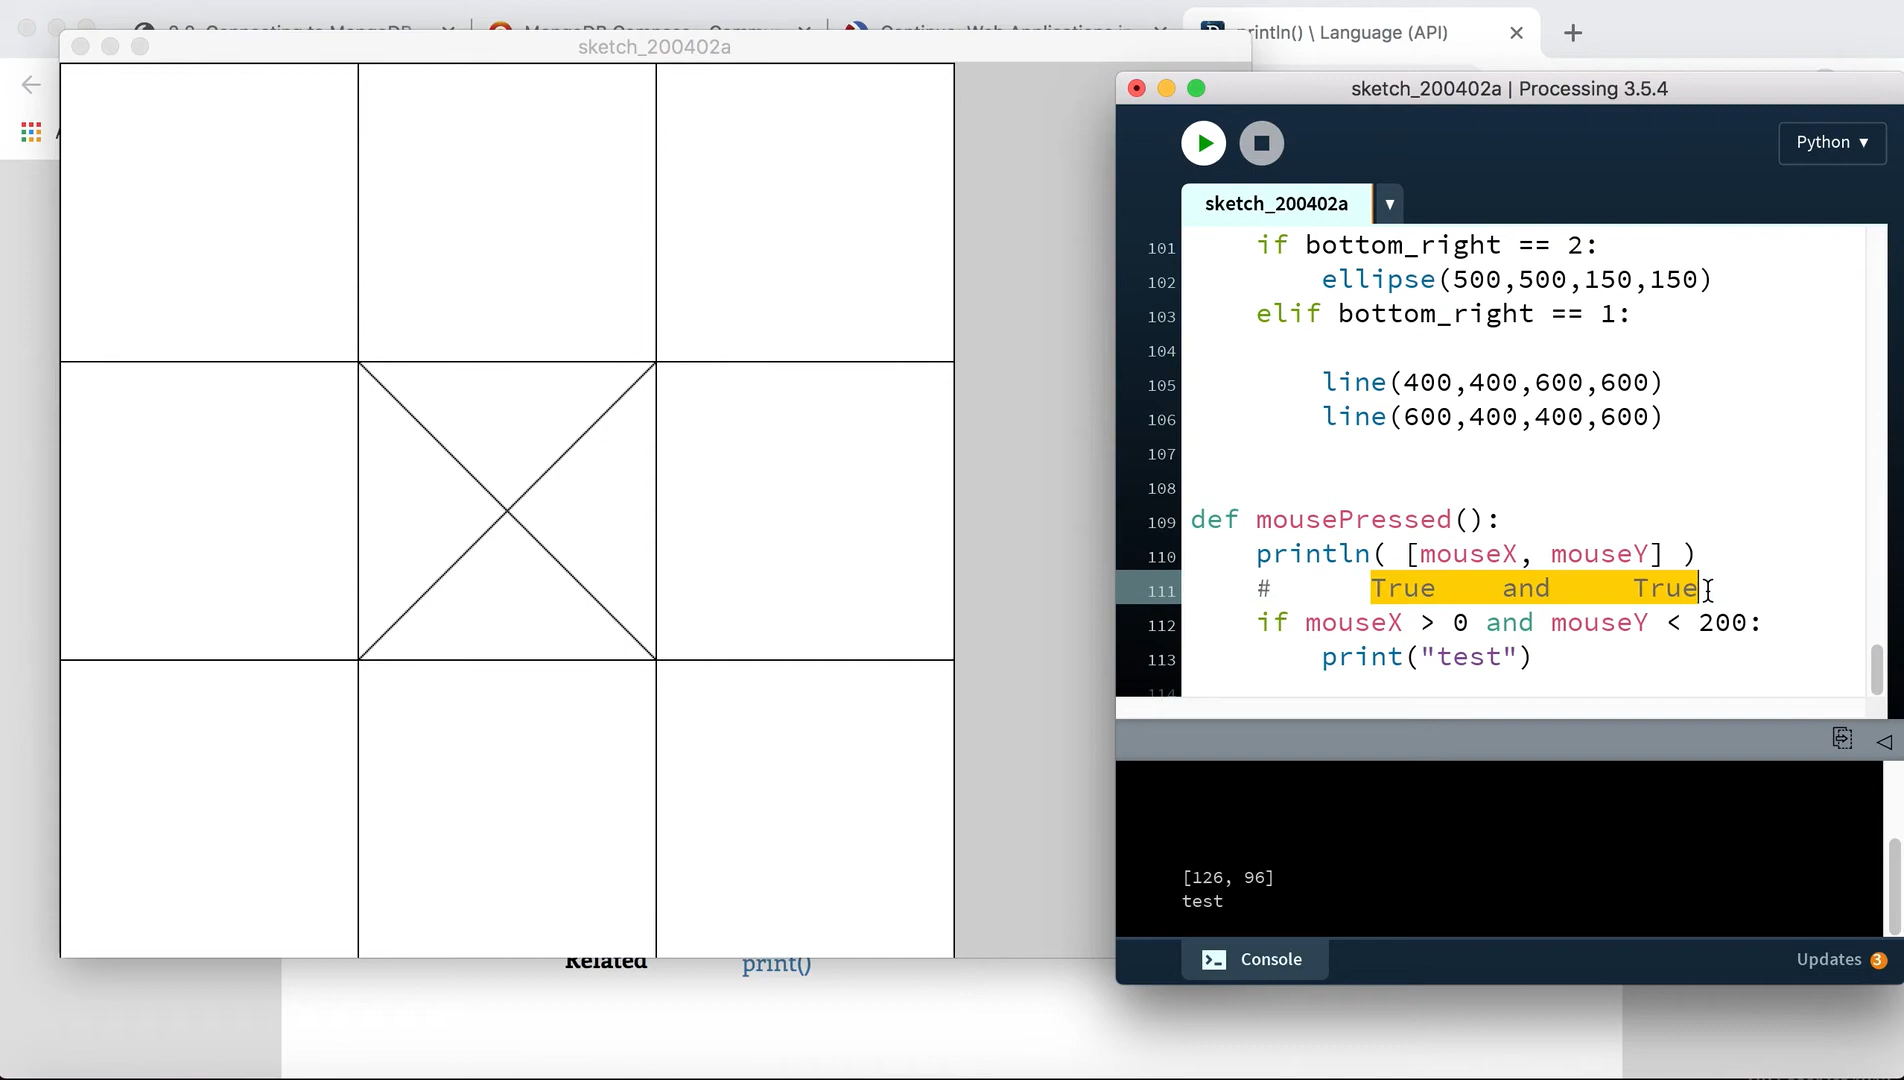 println() \ Language (API)
sketch_200402a
sketch_200402a | Processing 3.5.4
Python ▼
sketch_200402a ▼
101 if bottom_right == 2:
102 ellipse(500,500,150,150)
103 elif bottom_right == 1:
104
105 line(400,400,600,600)
106 line(600,400,400,600)
107
108
109 def mousePressed():
110 println( [mouseX, mouseY] )
111 # True and True
112 if mouseX > 0 and mouseY < 200:
113 print("test")
114
[126, 96]
test
Console
Updates 3
Related print()